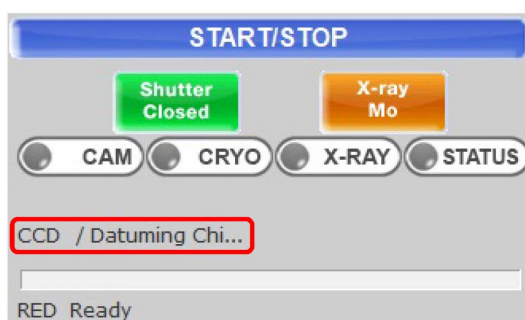 START/STOP
Shutter
Closed
X-ray
Mo
CAM CRYO X-RAY STATUS
CCD / Datuming Chi...
RED Ready